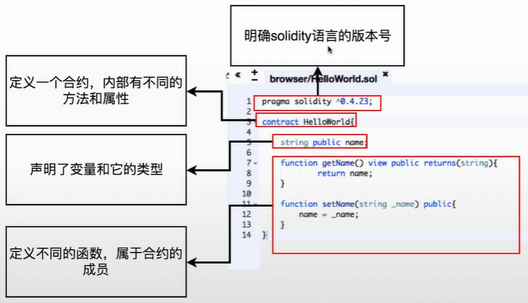 明确solidity语言的版本号
定义一个合约，内部有不同的
方法和属性
声明了变量和它的类型
定义不同的函数，属于合约的
成员
« + - browser/HelloWorld.sol ×
1 pragma solidity ^0.4.23;
2
3 contract HelloWorld{
4
5 string public name;
6
7 function getName() view public returns(string){
8 return name;
9 }
10
11 function setName(string _name) public{
12 name = _name;
13 }
14 }